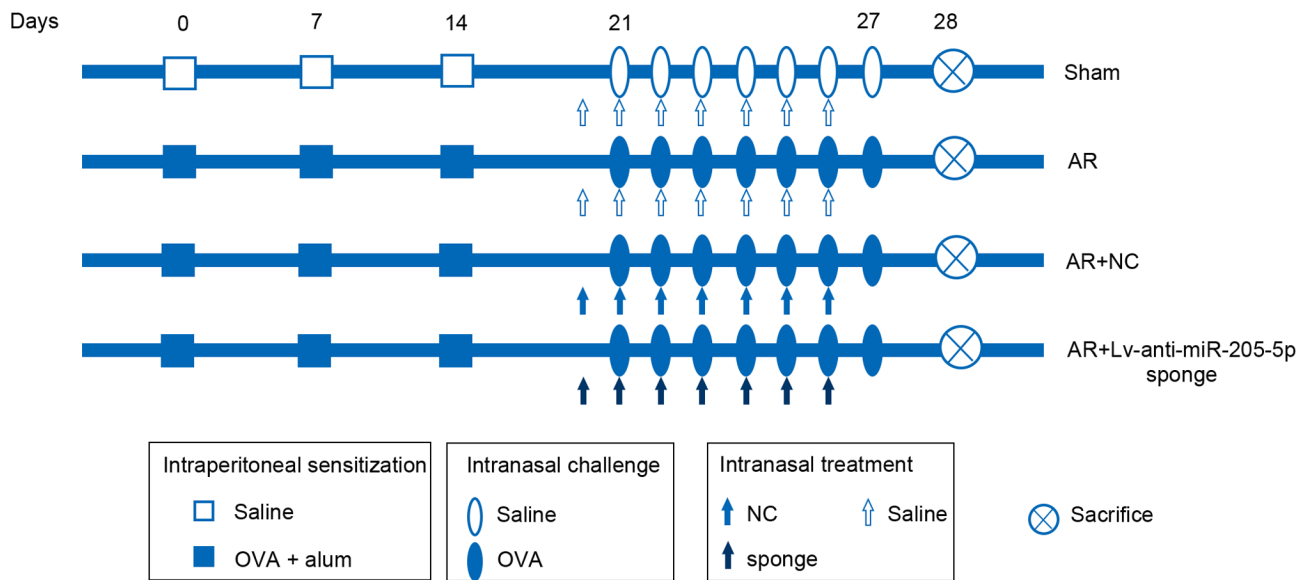 Days 0 7 14 21 27 28
Sham
AR
AR+NC
AR+Lv-anti-miR-205-5p
sponge
Intraperitoneal sensitization
Saline
OVA + alum
Intranasal challenge
Saline
OVA
Intranasal treatment
NC
Saline
sponge
Sacrifice